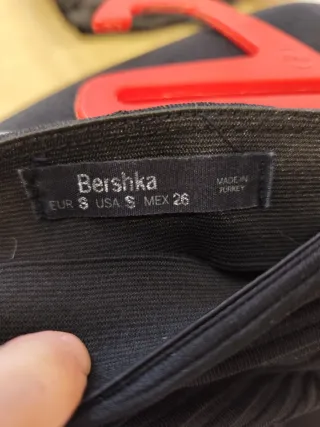 Bershka
EUR S USA S MEX 26
MADE IN
TURKEY